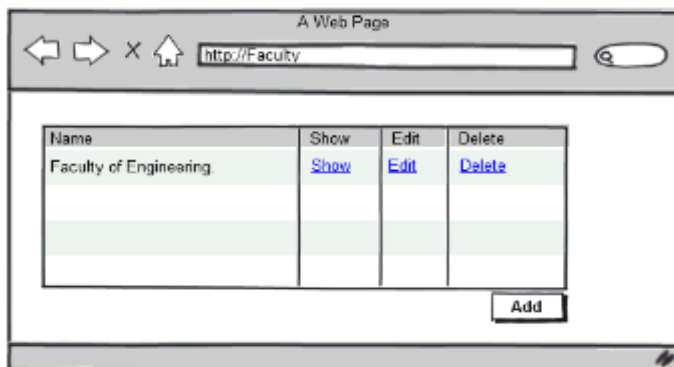 A Web Page
http://Faculty
Name Show Edit Delete
Faculty of Engineering. Show Edit Delete
Add